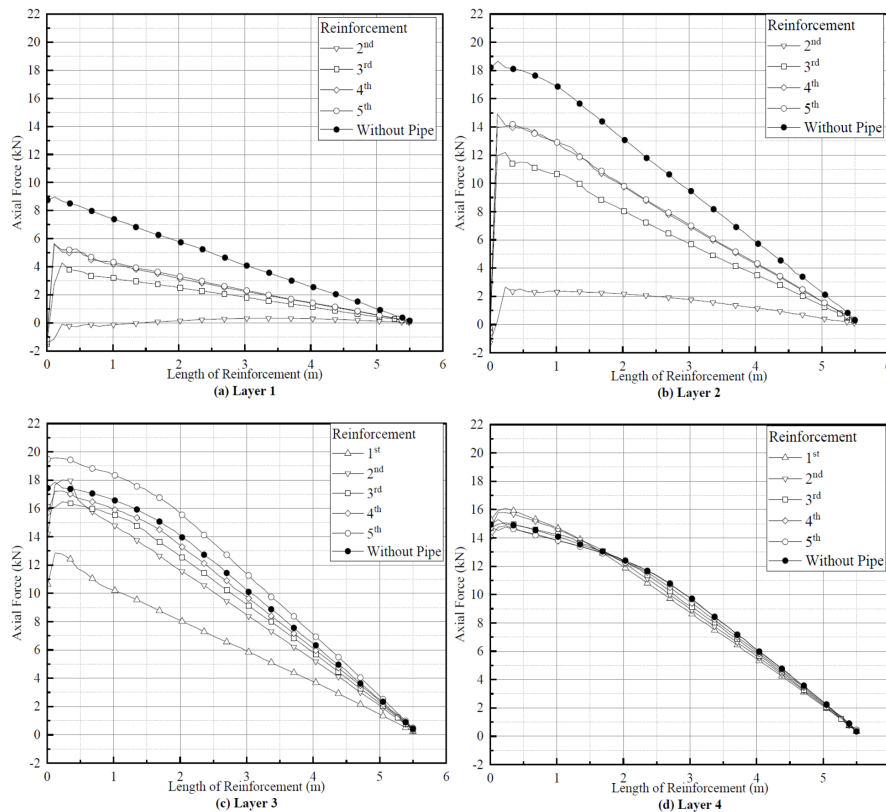 22
20
18
16
14
12
10
8
6
4
2
0
-2
Axial Force (kN)
Reinforcement
2nd
3rd
4th
5th
Without Pipe
0 1 2 3 4 5 6
Length of Reinforcement (m)
(a) Layer 1
22
20
18
16
14
12
10
8
6
4
2
0
-2
Axial Force (kN)
Reinforcement
2nd
3rd
4th
5th
Without Pipe
0 1 2 3 4 5 6
Length of Reinforcement (m)
(b) Layer 2
22
20
18
16
14
12
10
8
6
4
2
0
-2
Axial Force (kN)
Reinforcement
1st
2nd
3rd
4th
5th
Without Pipe
0 1 2 3 4 5 6
Length of Reinforcement (m)
(c) Layer 3
22
20
18
16
14
12
10
8
6
4
2
0
-2
Axial Force (kN)
Reinforcement
1st
2nd
3rd
4th
5th
Without Pipe
0 1 2 3 4 5 6
Length of Reinforcement (m)
(d) Layer 4